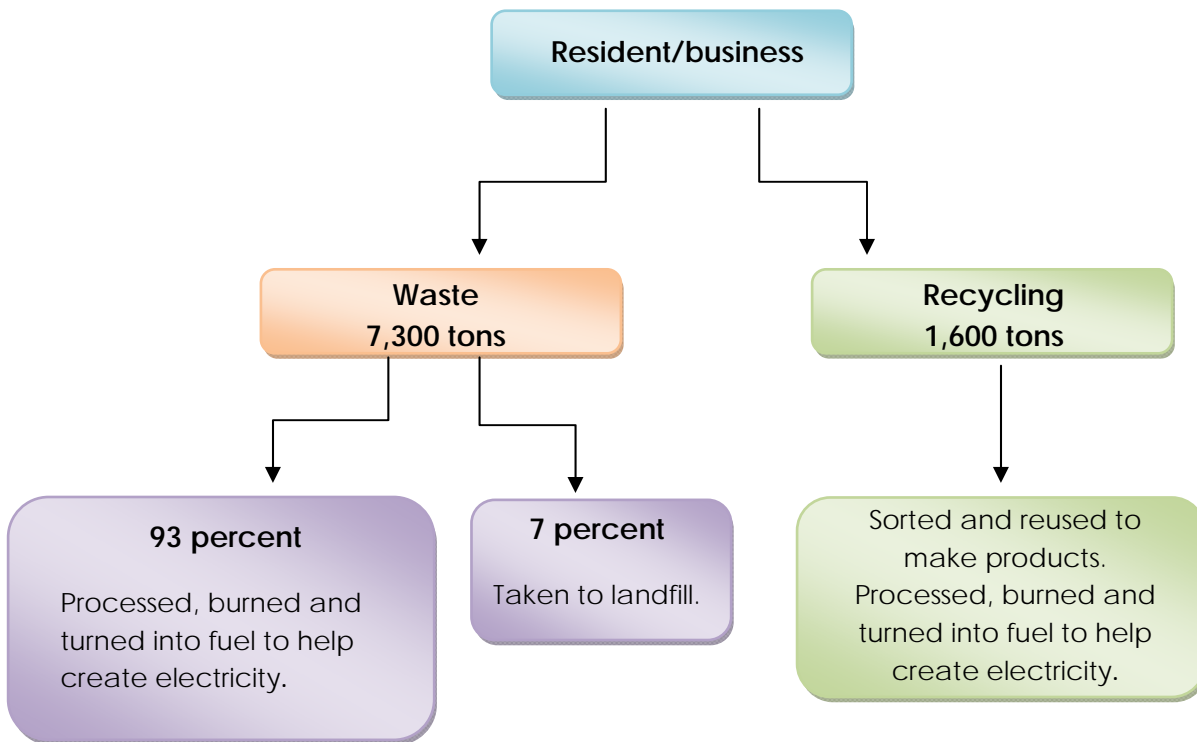 Resident/business
Waste
7,300 tons
Recycling
1,600 tons
93 percent
Processed, burned and
turned into fuel to help
create electricity.
7 percent
Taken to landfill.
Sorted and reused to
make products.
Processed, burned and
turned into fuel to help
create electricity.